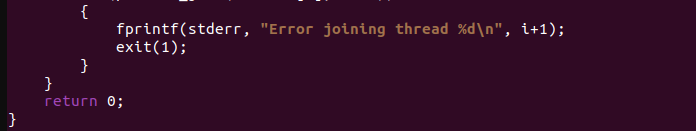 {
fprintf(stderr, "Error joining thread %d\n", i+1);
exit(1);
}
}
return 0;
}